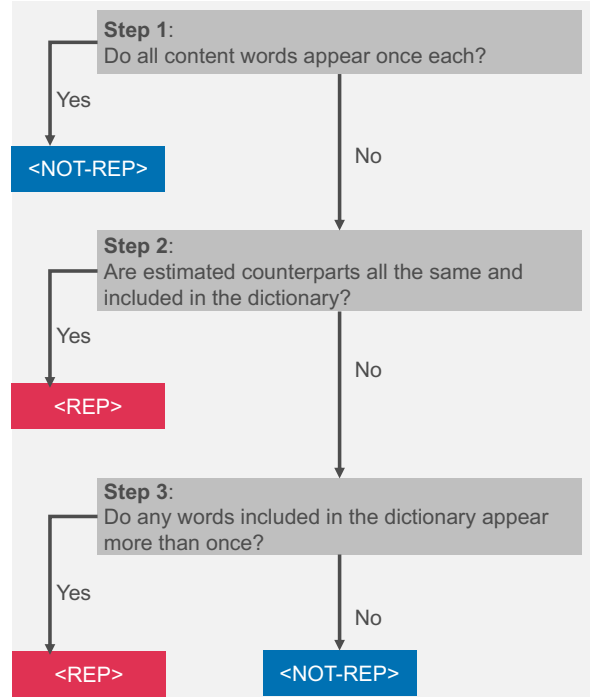 Step 1:
Do all content words appear once each?
Yes
No
<NOT-REP>
Step 2:
Are estimated counterparts all the same and
included in the dictionary?
Yes
No
<REP>
Step 3:
Do any words included in the dictionary appear
more than once?
Yes
No
<REP>
<NOT-REP>